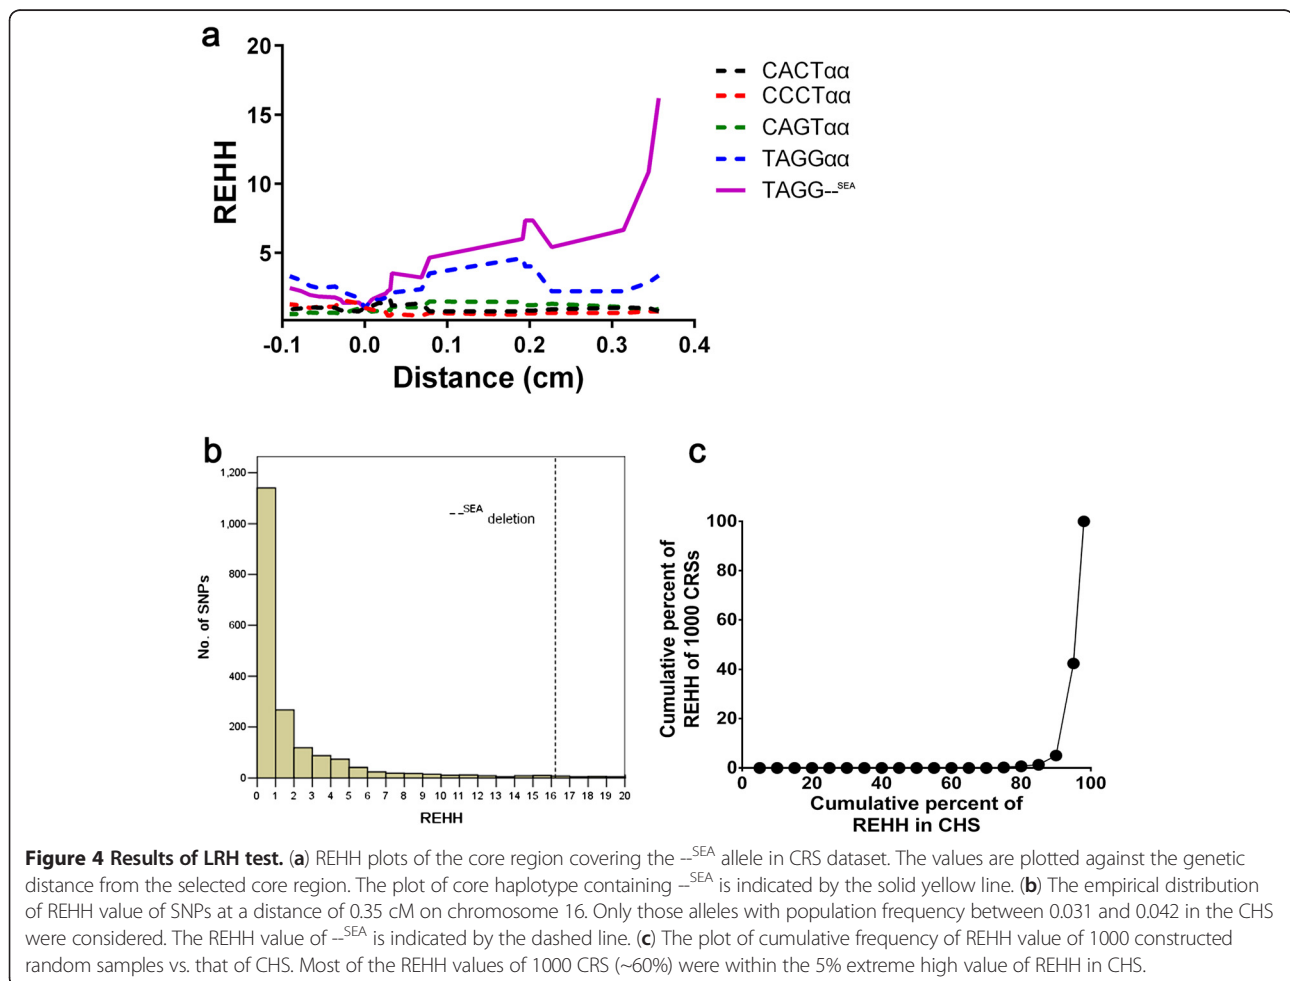 a
20
15
10
5
REHH
-0.1 0.0 0.1 0.2 0.3 0.4
Distance (cm)
CACTαα
CCCTαα
CAGTαα
TAGGαα
TAGG--SEA
b
1,200
1,000
800
600
400
200
0
No. of SNPs
--SEA deletion
0 1 2 3 4 5 6 7 8 9 10 11 12 13 14 15 16 17 18 19 20
REHH
c
100
80
60
40
20
0
Cumulative percent of
REHH of 1000 CRSs
0 20 40 60 80 100
Cumulative percent of
REHH in CHS
Figure 4 Results of LRH test. (a) REHH plots of the core region covering the --SEA allele in CRS dataset. The values are plotted against the genetic
distance from the selected core region. The plot of core haplotype containing --SEA is indicated by the solid yellow line. (b) The empirical distribution
of REHH value of SNPs at a distance of 0.35 cM on chromosome 16. Only those alleles with population frequency between 0.031 and 0.042 in the CHS
were considered. The REHH value of --SEA is indicated by the dashed line. (c) The plot of cumulative frequency of REHH value of 1000 constructed
random samples vs. that of CHS. Most of the REHH values of 1000 CRS (~60%) were within the 5% extreme high value of REHH in CHS.